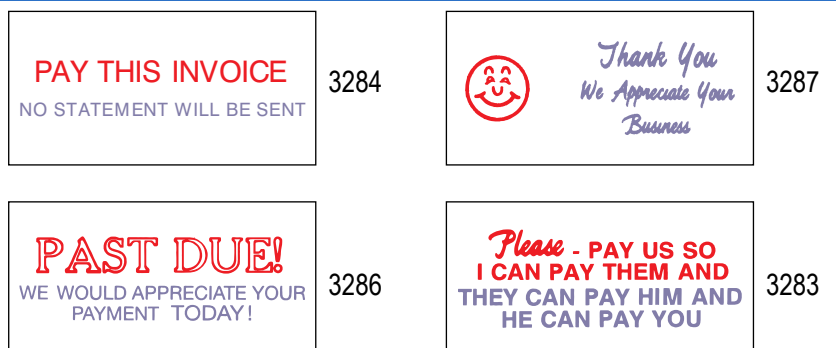 PAY THIS INVOICE
NO STATEMENT WILL BE SENT
3284
Thank You
We Appreciate Your
Business
3287
PAST DUE!
WE WOULD APPRECIATE YOUR
PAYMENT TODAY!
3286
Please - PAY US SO
I CAN PAY THEM AND
THEY CAN PAY HIM AND
HE CAN PAY YOU
3283